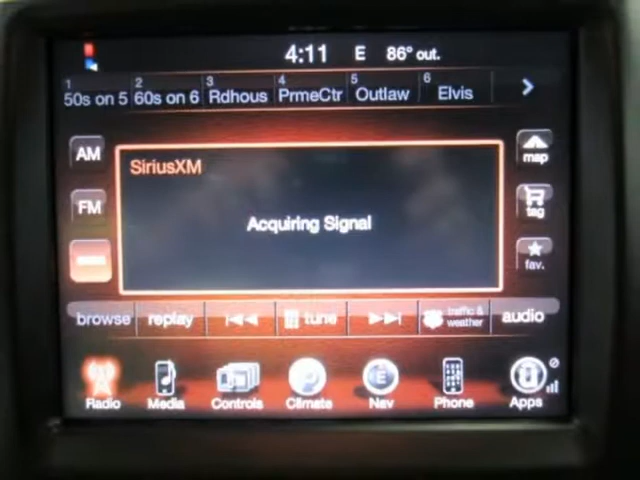 4:11 E 86° out.
1 2 3 4 5 6
50s on 5 60s on 6 Rdhous PrmeCtr Outlaw Elvis
AM
FM
SiriusXM
Acquiring Signal
map
tag
fav.
browse replay tune traffic & weather audio
Radio Media Controls Climate Nav Phone Apps
E